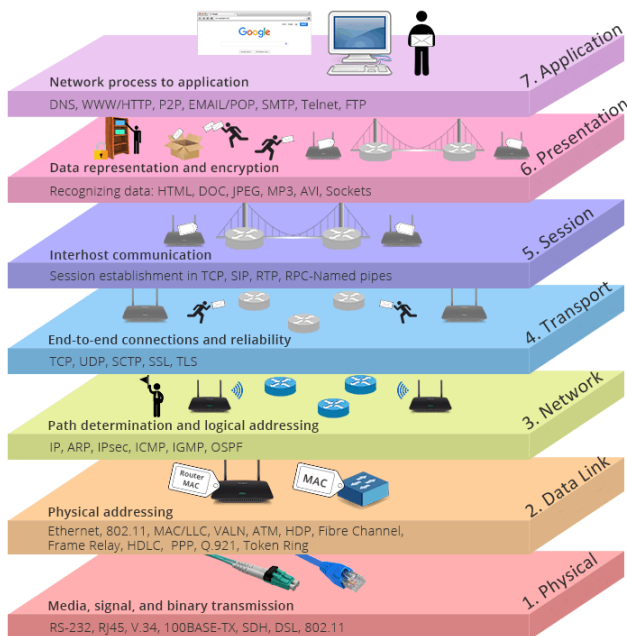 Google
7. Application
Network process to application
DNS, WWW/HTTP, P2P, EMAIL/POP, SMTP, Telnet, FTP
6. Presentation
Data representation and encryption
Recognizing data: HTML, DOC, JPEG, MP3, AVI, Sockets
5. Session
Interhost communication
Session establishment in TCP, SIP, RTP, RPC-Named pipes
4. Transport
End-to-end connections and reliability
TCP, UDP, SCTP, SSL, TLS
3. Network
Path determination and logical addressing
IP, ARP, IPsec, ICMP, IGMP, OSPF
Router
MAC
MAC
2. Data Link
Physical addressing
Ethernet, 802.11, MAC/LLC, VALN, ATM, HDP, Fibre Channel,
Frame Relay, HDLC, PPP, Q.921, Token Ring
1. Physical
Media, signal, and binary transmission
RS-232, RJ45, V.34, 100BASE-TX, SDH, DSL, 802.11